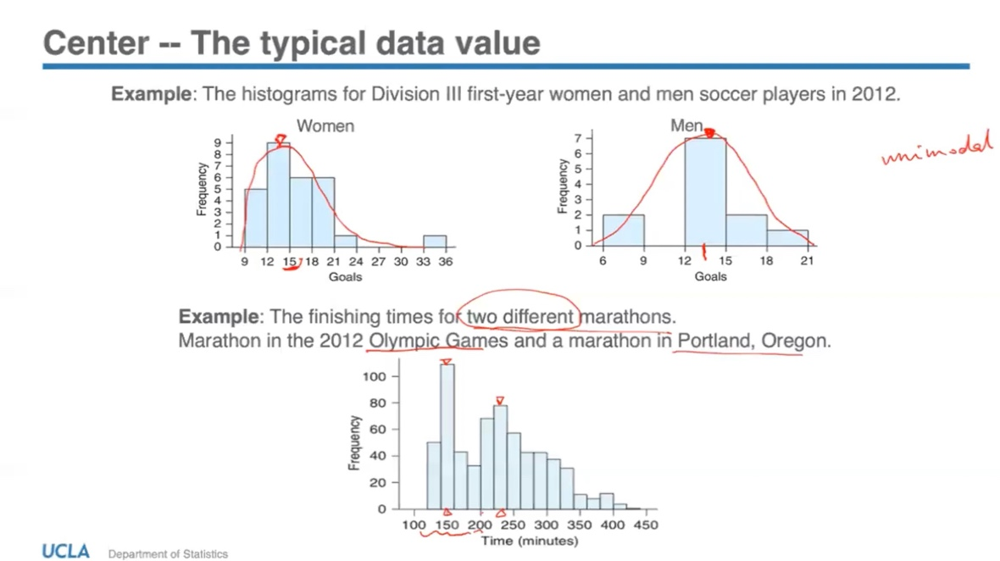 Center -- The typical data value
Example: The histograms for Division III first-year women and men soccer players in 2012.
Women
9
8
7
6
5
4
3
2
1
0
Frequency
9 12 15 18 21 24 27 30 33 36
Goals
Men
7
6
5
4
3
2
1
0
Frequency
6 9 12 15 18 21
Goals
unimodal
Example: The finishing times for two different marathons.
Marathon in the 2012 Olympic Games and a marathon in Portland, Oregon.
100
80
60
40
20
0
Frequency
100 150 200 250 300 350 400 450
Time (minutes)
UCLA Department of Statistics